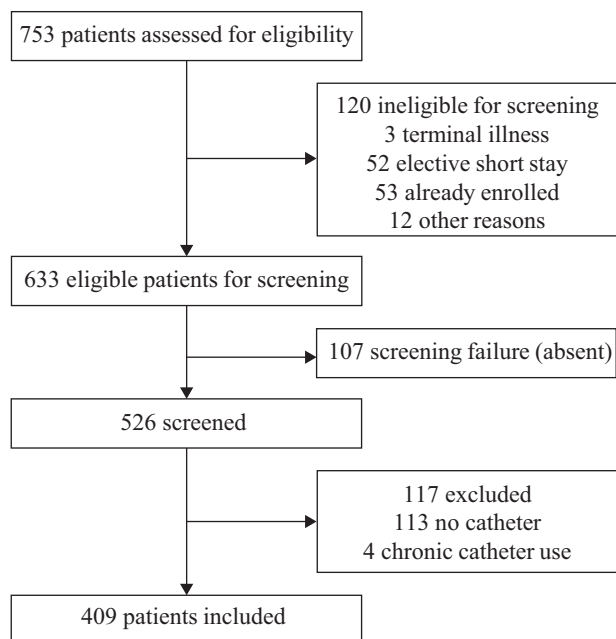 753 patients assessed for eligibility
120 ineligible for screening
3 terminal illness
52 elective short stay
53 already enrolled
12 other reasons
633 eligible patients for screening
107 screening failure (absent)
526 screened
117 excluded
113 no catheter
4 chronic catheter use
409 patients included